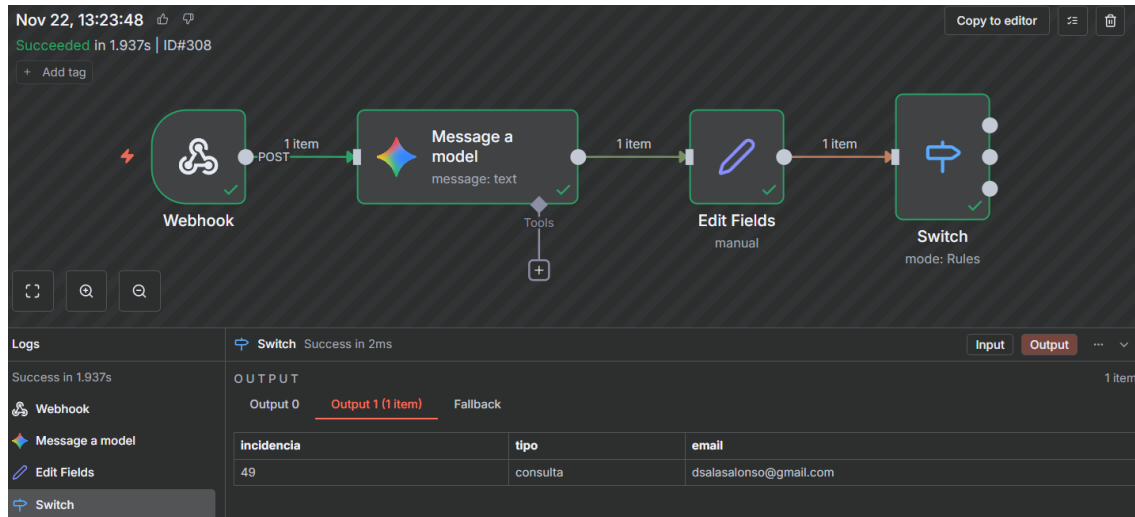 Nov 22, 13:23:48
Copy to editor
Succeeded in 1.937s | ID#308
+ Add tag
1 item
POST
Message a
model
message: text
1 item
1 item
Webhook
Tools
Edit Fields
manual
Switch
mode: Rules
Logs
Switch Success in 2ms
Input Output
Success in 1.937s
OUTPUT
1 item
Webhook
Output 0 Output 1 (1 item) Fallback
Message a model
incidencia tipo email
Edit Fields
49 consulta dsalasalonso@gmail.com
Switch